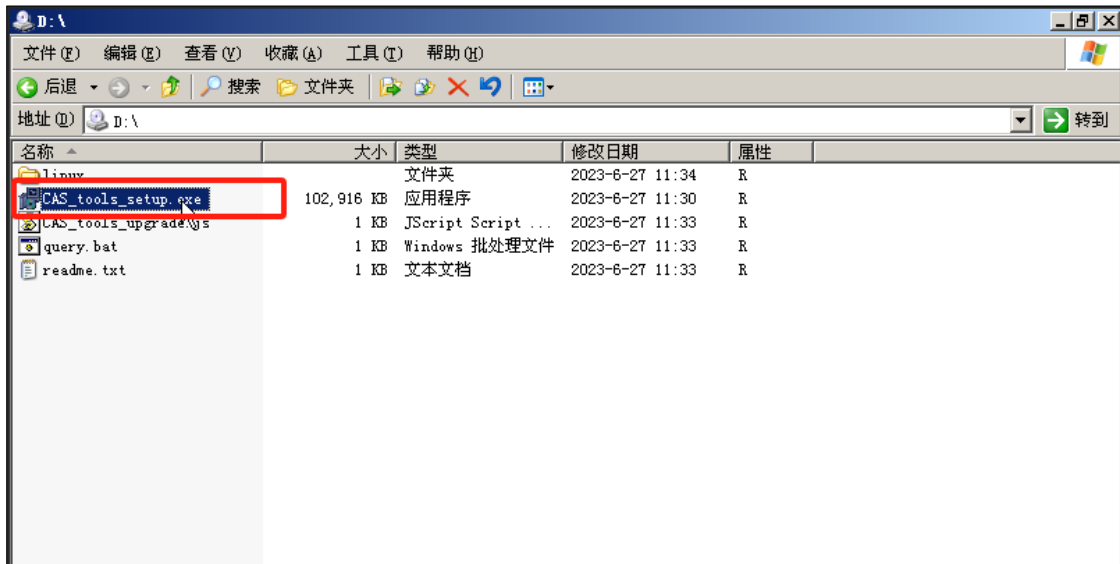 D:\
文件(F) 编辑(E) 查看(V) 收藏(A) 工具(T) 帮助(H)
后退 搜索 文件夹
地址(D) D:\ 转到
名称 大小 类型 修改日期 属性
linux 文件夹 2023-6-27 11:34 R
CAS_tools_setup.exe 102,916 KB 应用程序 2023-6-27 11:30 R
CAS_tools_upgrade.js 1 KB JScript Script ... 2023-6-27 11:33 R
query.bat 1 KB Windows 批处理文件 2023-6-27 11:33 R
readme.txt 1 KB 文本文档 2023-6-27 11:33 R